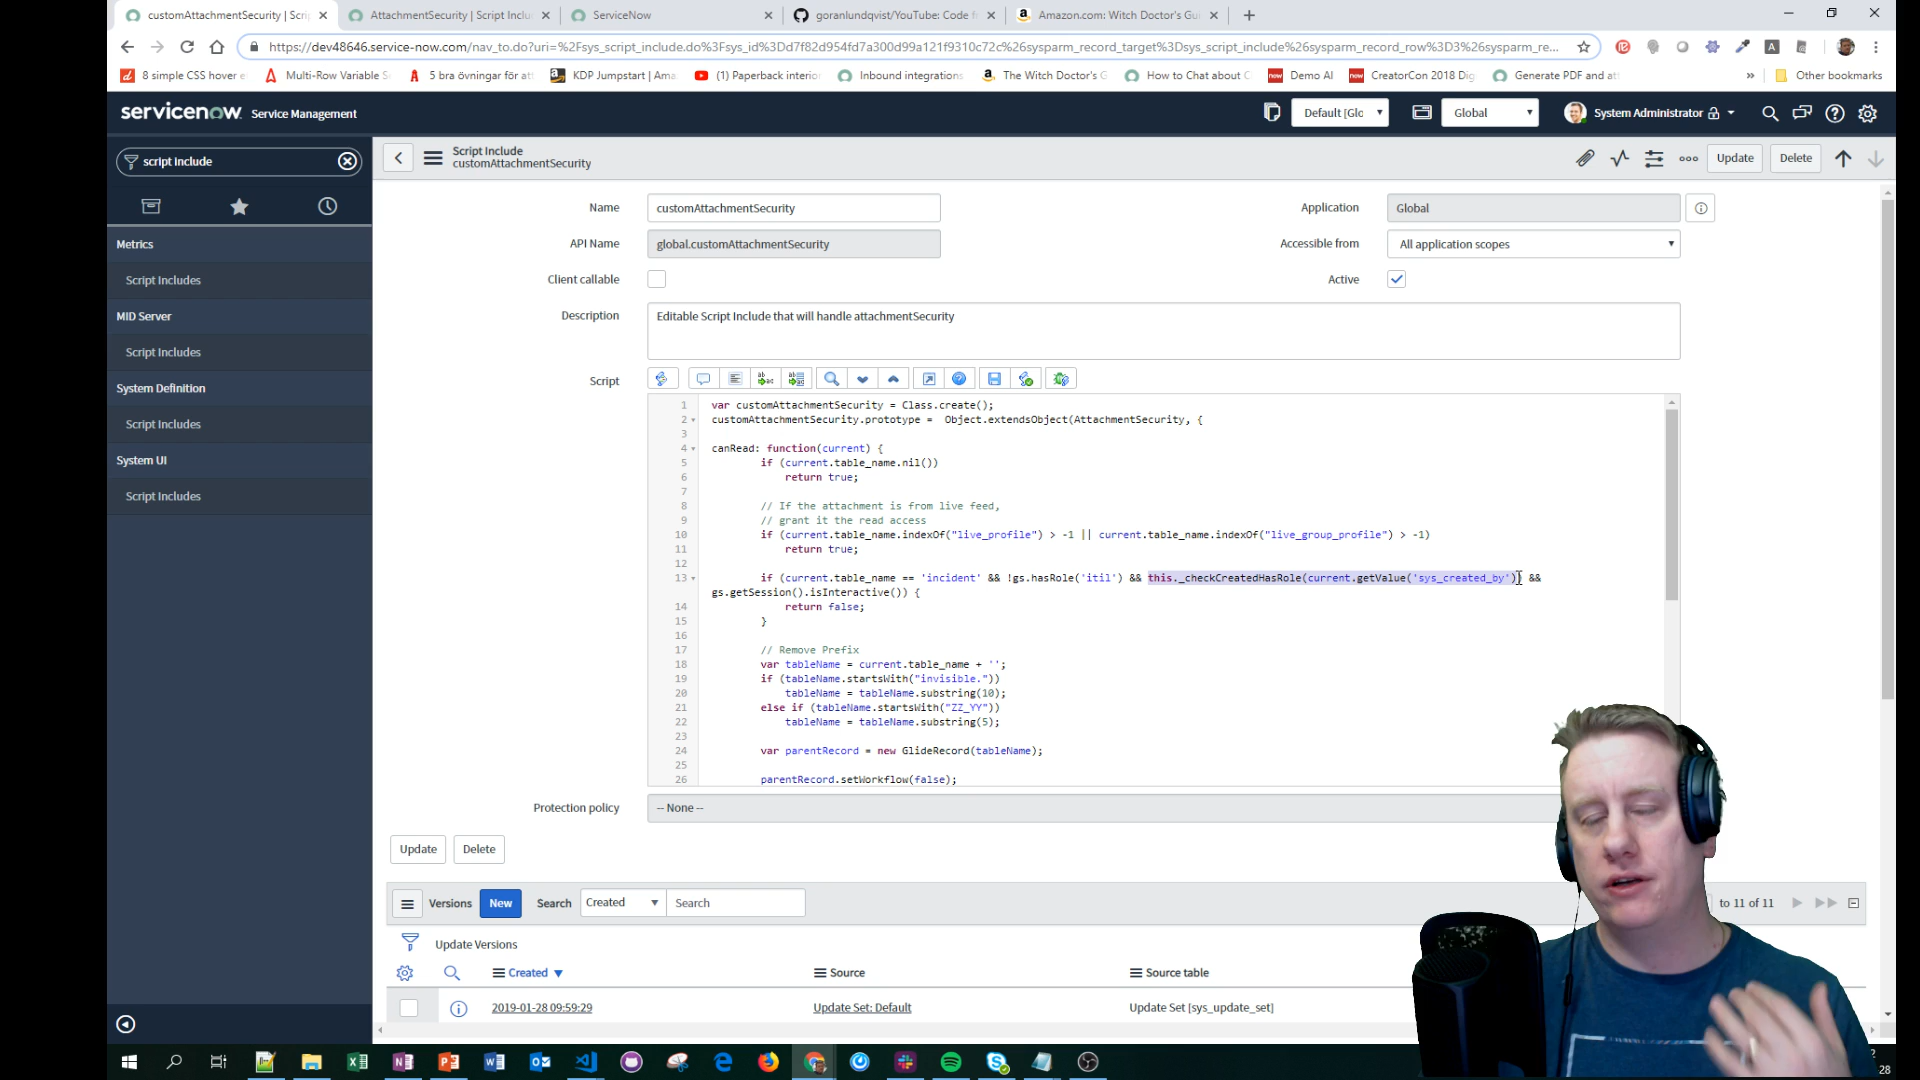 customAttachmentSecurity | Scri
AttachmentSecurity | Script Inclu
ServiceNow
goranlundqvist/YouTube: Code f
Amazon.com: Witch Doctor's Gui
https://dev48646.service-now.com/nav_to.do?uri=%2Fsys_script_include.do%3Fsys_id%3Dd7f82d954fd7a300d99a121f9310c72c%26sysparm_record_target%3Dsys_script_include%26sysparm_record_row%3D3%26sysparm_re...
8 simple CSS hover e
Multi-Row Variable S
5 bra övningar för at
KDP Jumpstart | Ama
(1) Paperback interio
Inbound integrations
The Witch Doctor's G
How to Chat about C
Demo AI
CreatorCon 2018 Dig
Generate PDF and at
Other bookmarks
servicenow Service Management
Default [Glo
Global
System Administrator
script include
Script Include
customAttachmentSecurity
Update
Delete
Metrics
Script Includes
MID Server
Script Includes
System Definition
Script Includes
System UI
Script Includes
Name customAttachmentSecurity
Application Global
API Name global.customAttachmentSecurity
Accessible from All application scopes
Client callable
Active
Description Editable Script Include that will handle attachmentSecurity
Script
1 var customAttachmentSecurity = Class.create();
2 customAttachmentSecurity.prototype = Object.extendsObject(AttachmentSecurity, {
3
4 canRead: function(current) {
5 if (current.table_name.nil())
6 return true;
7
8 // If the attachment is from live feed,
9 // grant it the read access
10 if (current.table_name.indexOf("live_profile") > -1 || current.table_name.indexOf("live_group_profile") > -1)
11 return true;
12
13 if (current.table_name == 'incident' && !gs.hasRole('itil') && this._checkCreatedHasRole(current.getValue('sys_created_by')) &&
gs.getSession().isInteractive()) {
14 return false;
15 }
16
17 // Remove Prefix
18 var tableName = current.table_name + '';
19 if (tableName.startsWith("invisible."))
20 tableName = tableName.substring(10);
21 else if (tableName.startsWith("ZZ_YY"))
22 tableName = tableName.substring(5);
24 var parentRecord = new GlideRecord(tableName);
25
26 parentRecord.setWorkflow(false);
Protection policy -- None --
Update
Delete
Versions New Search Created Search
to 11 of 11
Update Versions
Created
Source
Source table
2019-01-28 09:59:29
Update Set: Default
Update Set [sys_update_set]
28